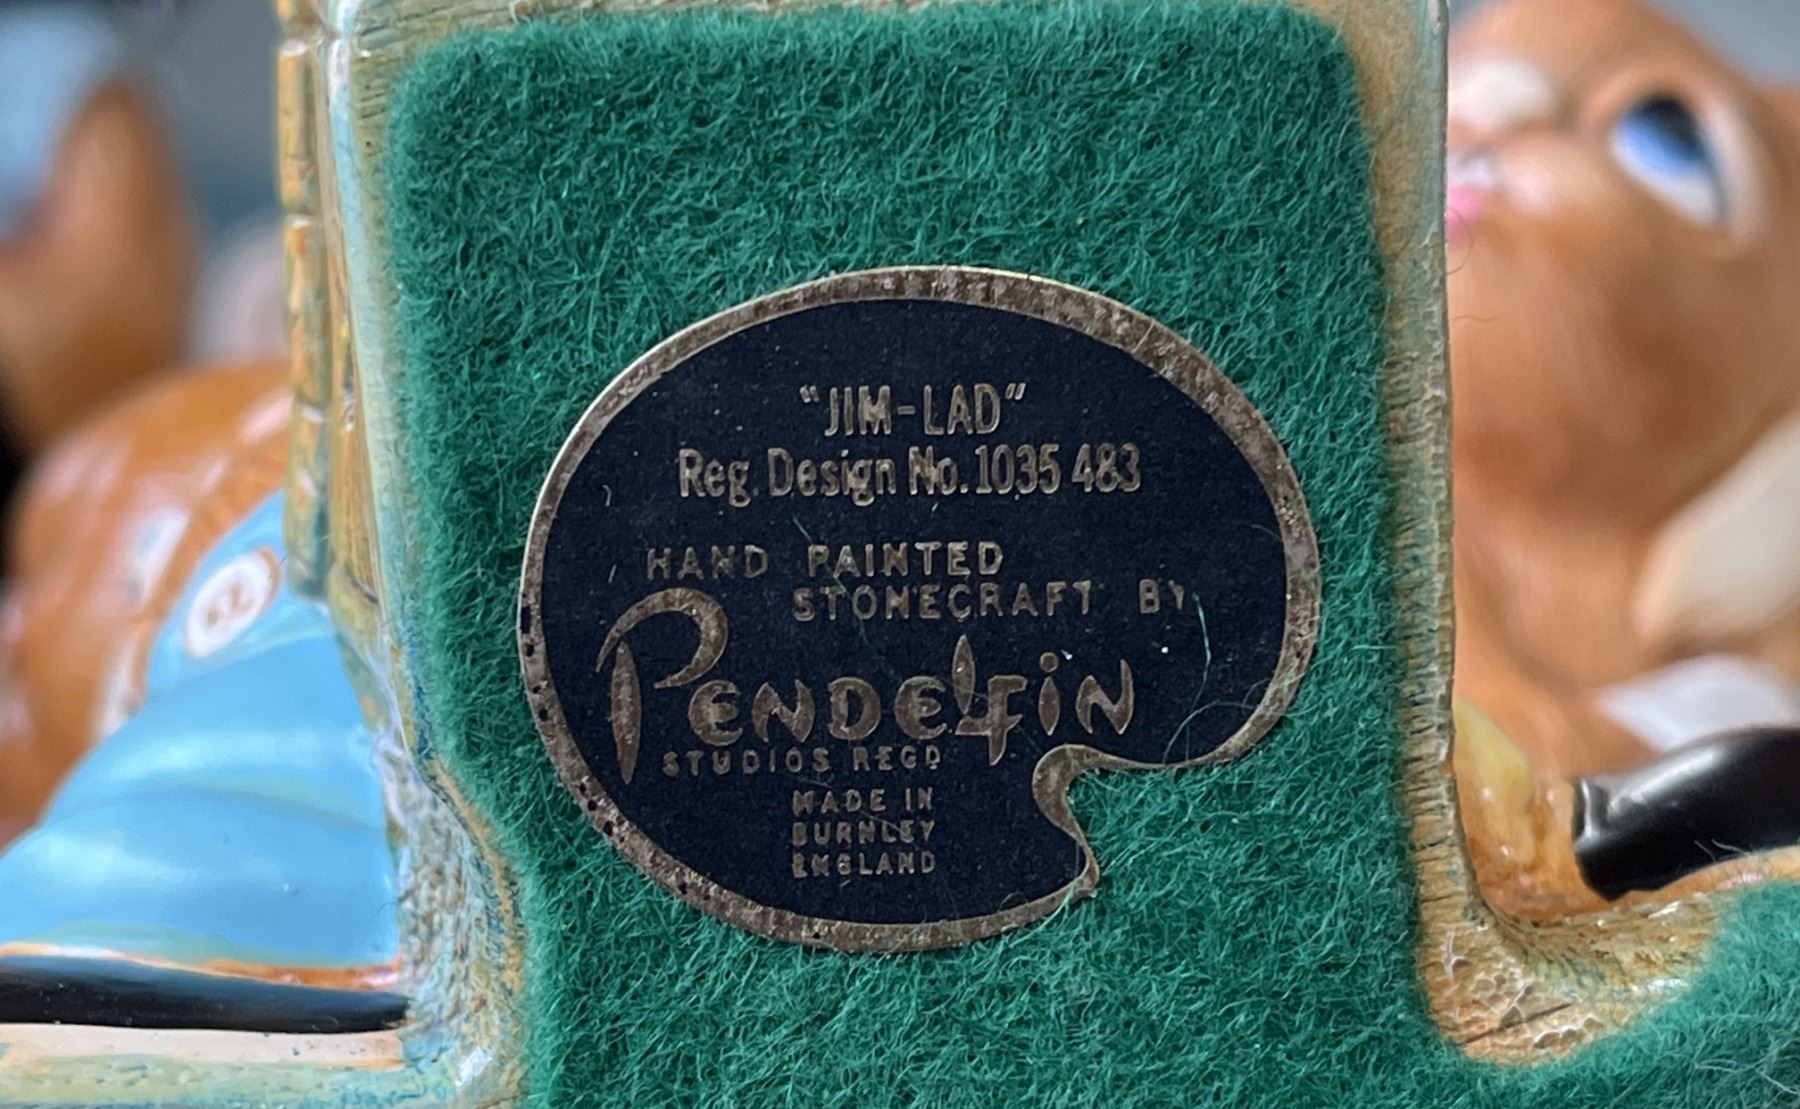 "JIM-LAD"
Reg. Design No. 1035 483
HAND PAINTED
STONECRAFT BY
PENDELFIN
STUDIOS REGD
MADE IN
BURNLEY
ENGLAND